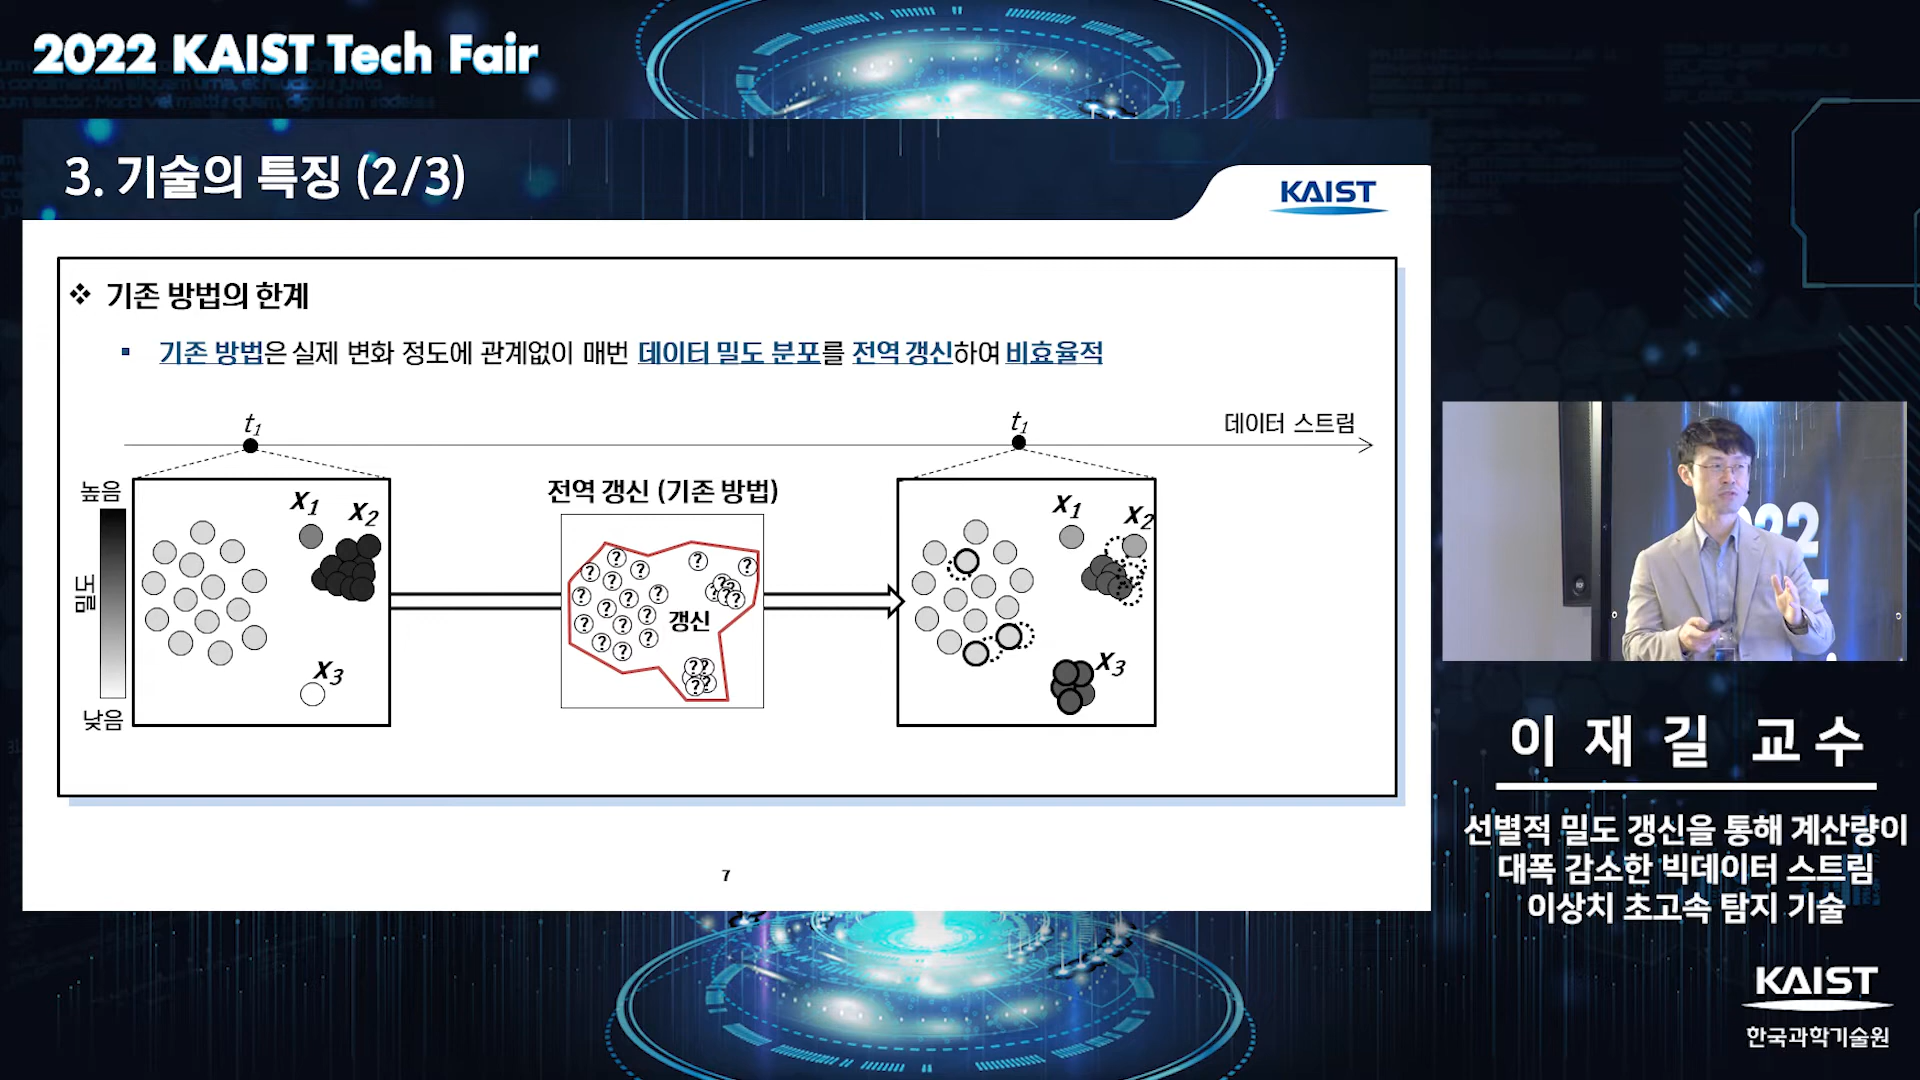 2022 KAIST Tech Fair
3. 기술의 특징 (2/3)
KAIST
❖ 기존 방법의 한계
▪ 기존 방법은 실제 변화 정도에 관계없이 매번 데이터 밀도 분포를 전역 갱신하여 비효율적
t1
t1
데이터 스트림
높음
밀도
낮음
x1
x2
x3
전역 갱신 (기존 방법)
갱신
x1
x2
x3
7
이재길 교수
선별적 밀도 갱신을 통해 계산량이
대폭 감소한 빅데이터 스트림
이상치 초고속 탐지 기술
KAIST
한국과학기술원